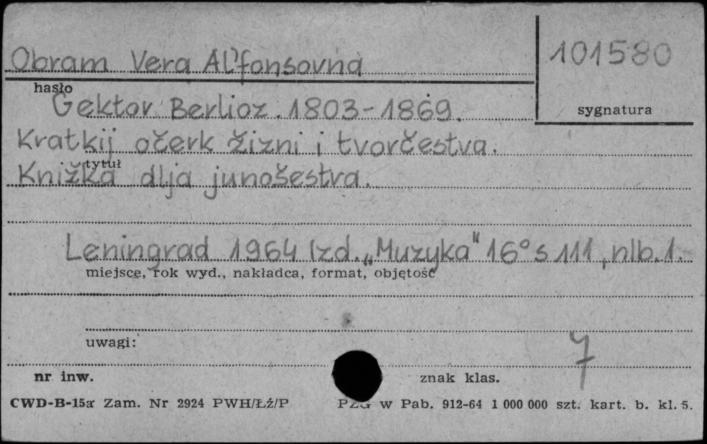 Obram Vera Al'fonsovna
101580
hasło
sygnatura
Gektor Berlioz. 1803-1869.
Kratkij očerk žizni i tvorčestva.
tytuł
Knižka dlja junošestva.
Leningrad 1964 Izd. „Muzyka" 16° s 111, nlb. 1.
miejsce, rok wyd., nakładca, format, objętość
uwagi:
7
nr inw.
znak klas.
CWD-B-15a Zam. Nr 2924 PWH/Łź/P
PZG w Pab. 912-64 1 000 000 szt. kart. b. kl. 5.